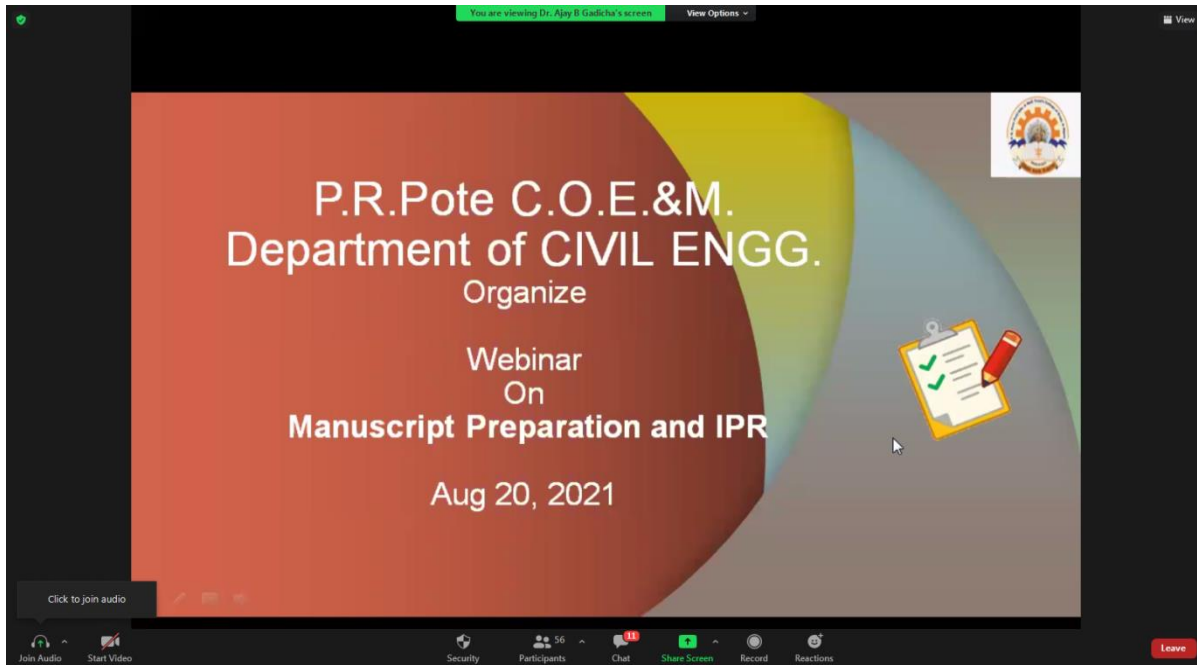 You are viewing Dr. Ajay B Gadicha's screen
View Options
View
P.R.Pote C.O.E.&M.
Department of CIVIL ENGG.
Organize
Webinar
On
Manuscript Preparation and IPR
Aug 20, 2021
Click to join audio
Join Audio
Start Video
Security
56
Participants
11
Chat
Share Screen
Record
Reactions
Leave